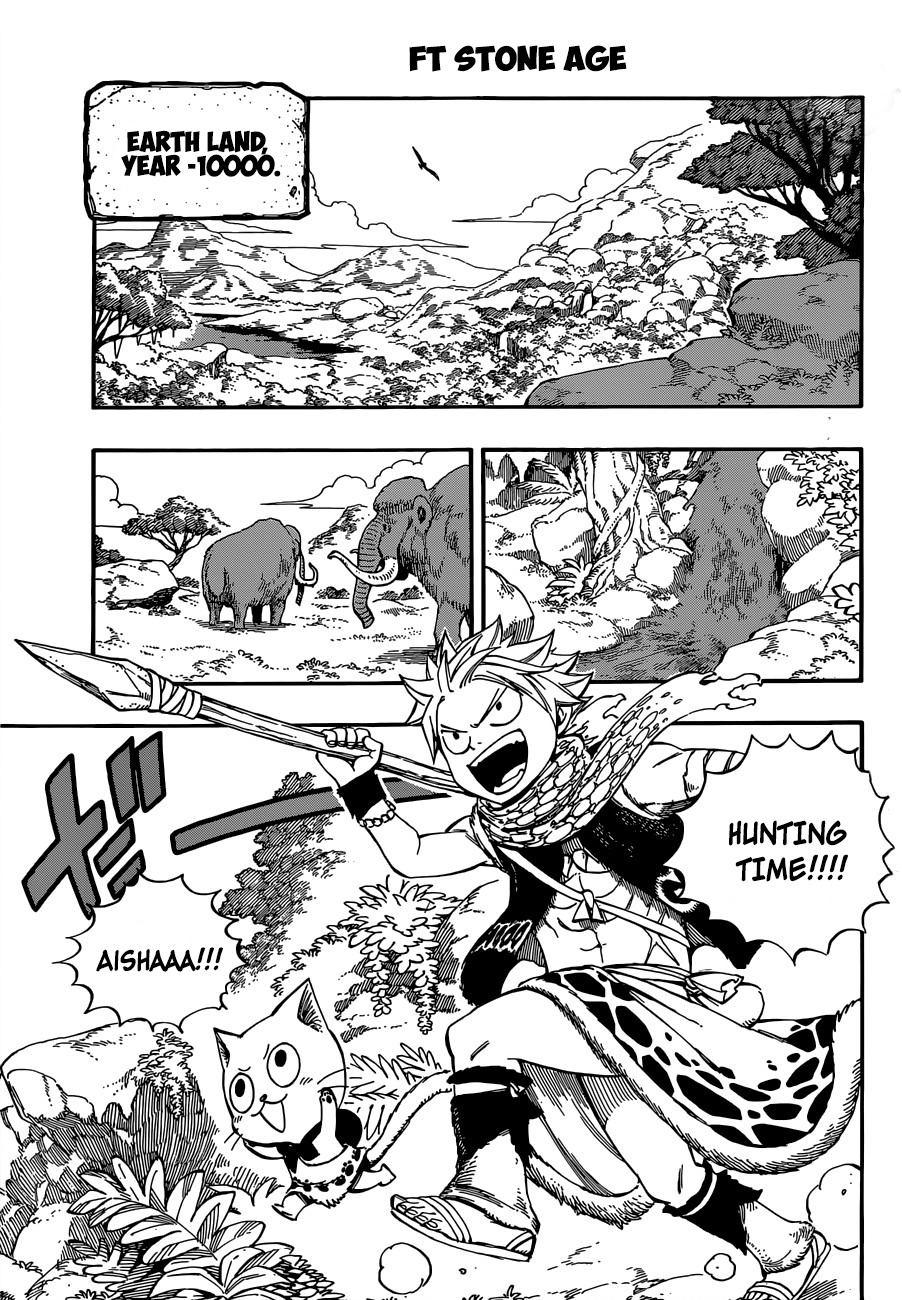 FT STONE AGE
EARTH LAND,
YEAR -10000.
HUNTING
TIME!!!!
AISHAAA!!!